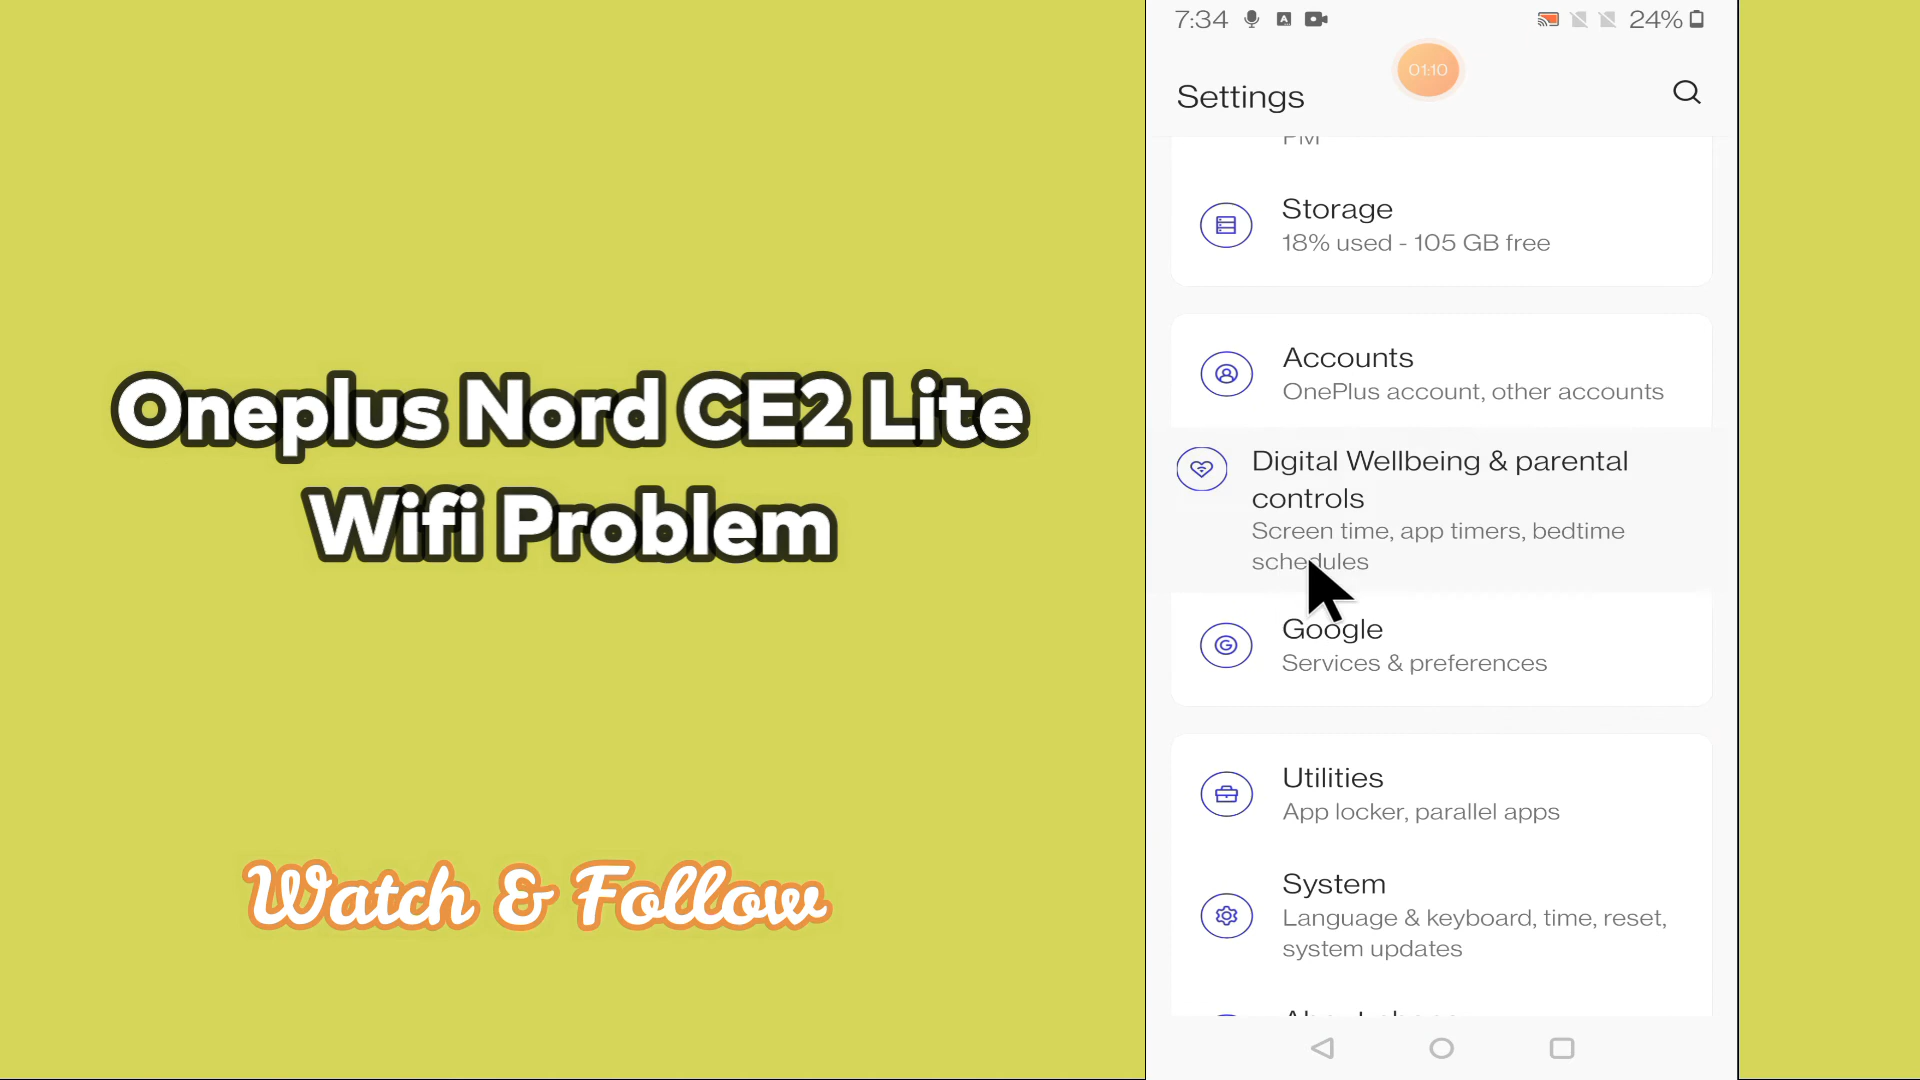 Oneplus Nord CE2 Lite
Wifi Problem
Watch & Follow
7:34
A
24%
01:10
Settings
PM
Storage
18% used - 105 GB free
Accounts
OnePlus account, other accounts
Digital Wellbeing & parental
controls
Screen time, app timers, bedtime
schedules
Google
Services & preferences
Utilities
App locker, parallel apps
System
Language & keyboard, time, reset,
system updates